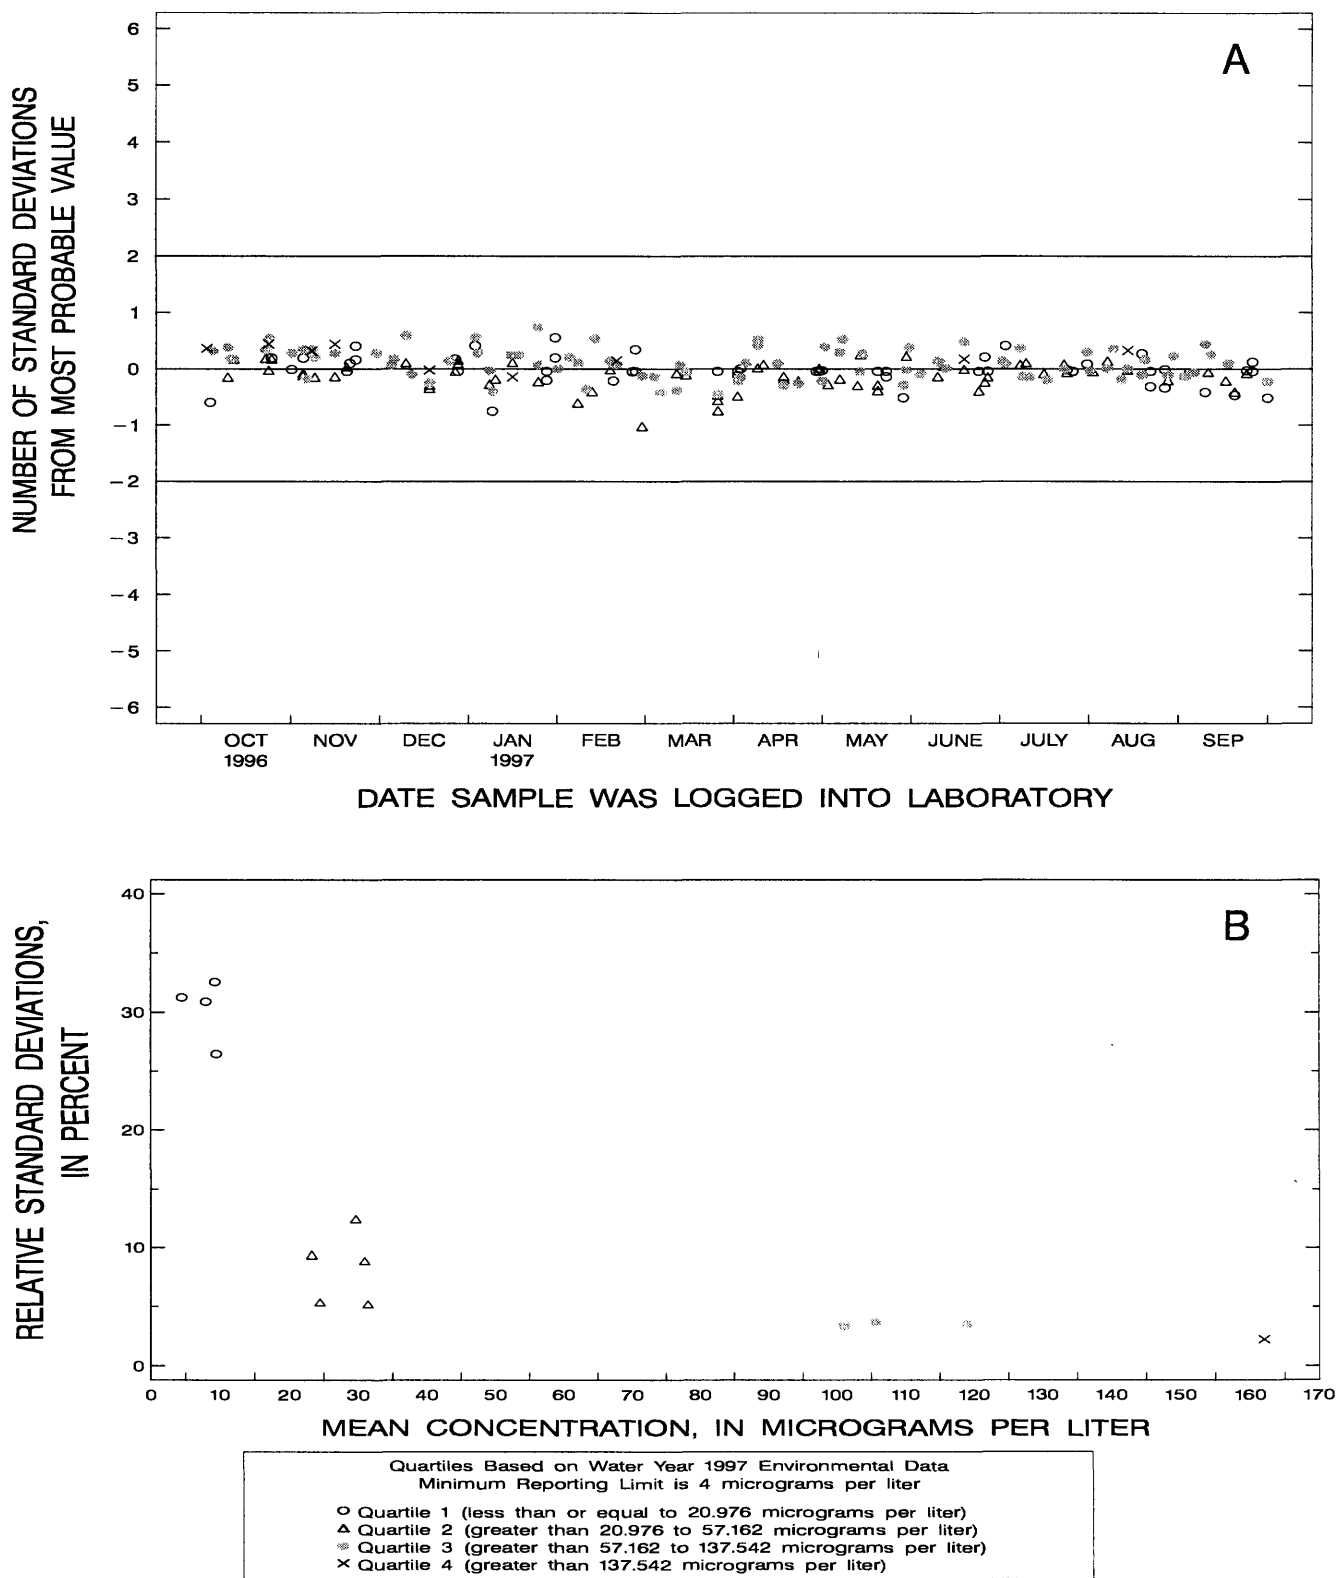 A
NUMBER OF STANDARD DEVIATIONS
FROM MOST PROBABLE VALUE
6
5
4
3
2
1
0
−1
−2
−3
−4
−5
−6
OCT NOV DEC JAN FEB MAR APR MAY JUNE JULY AUG SEP
1996 1997
DATE SAMPLE WAS LOGGED INTO LABORATORY
B
RELATIVE STANDARD DEVIATIONS,
IN PERCENT
40
30
20
10
0
0 10 20 30 40 50 60 70 80 90 100 110 120 130 140 150 160 170
MEAN CONCENTRATION, IN MICROGRAMS PER LITER
Quartiles Based on Water Year 1997 Environmental Data
Minimum Reporting Limit is 4 micrograms per liter
Quartile 1 (less than or equal to 20.976 micrograms per liter)
Quartile 2 (greater than 20.976 to 57.162 micrograms per liter)
Quartile 3 (greater than 57.162 to 137.542 micrograms per liter)
Quartile 4 (greater than 137.542 micrograms per liter)